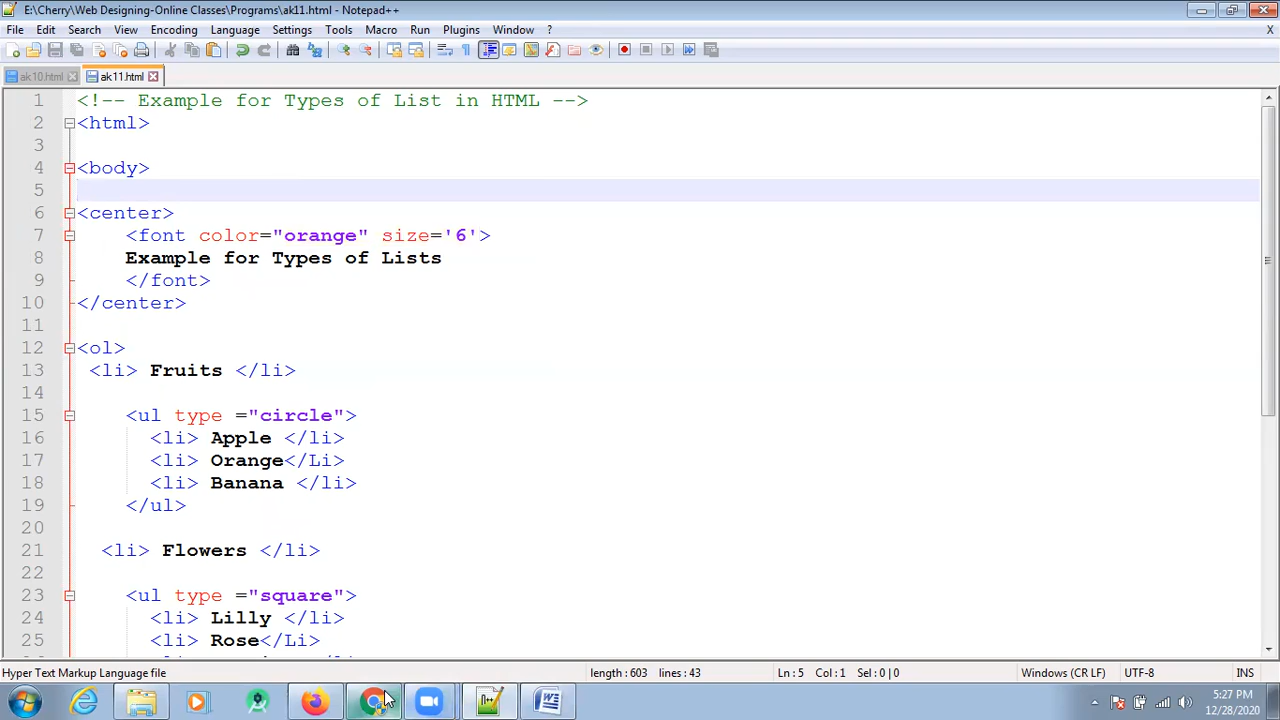 E:\Cherry\Web Designing-Online Classes\Programs\ak11.html - Notepad++
File Edit Search View Encoding Language Settings Tools Macro Run Plugins Window ? X
ak10.html ak11.html
1 <!-- Example for Types of List in HTML -->
2 <html>
3
4 <body>
5
6 <center>
7 <font color="orange" size='6'>
8 Example for Types of Lists
9 </font>
10 </center>
11
12 <ol>
13 <li> Fruits </li>
14
15 <ul type ="circle">
16 <li> Apple </li>
17 <li> Orange</Li>
18 <li> Banana </li>
19 </ul>
20
21 <li> Flowers </li>
22
23 <ul type ="square">
24 <li> Lilly </li>
25 <li> Rose</Li>
Hyper Text Markup Language file length : 603 lines : 43 Ln : 5 Col : 1 Sel : 0 | 0 Windows (CR LF) UTF-8 INS
5:27 PM
12/28/2020